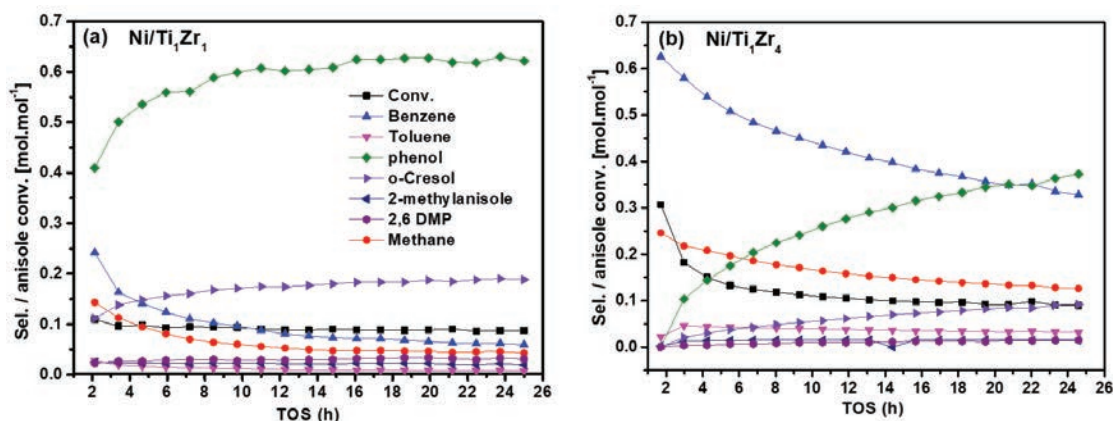 (a) Ni/Ti₁Zr₁
Sel. / anisole conv. [mol.mol⁻¹]
0.7
0.6
0.5
0.4
0.3
0.2
0.1
0.0
Conv.
Benzene
Toluene
phenol
o-Cresol
2-methylanisole
2,6 DMP
Methane
2 4 6 8 10 12 14 16 18 20 22 24 26
TOS (h)
(b) Ni/Ti₁Zr₄
Sel. / anisole conv. [mol.mol⁻¹]
0.7
0.6
0.5
0.4
0.3
0.2
0.1
0.0
2 4 6 8 10 12 14 16 18 20 22 24 26
TOS (h)